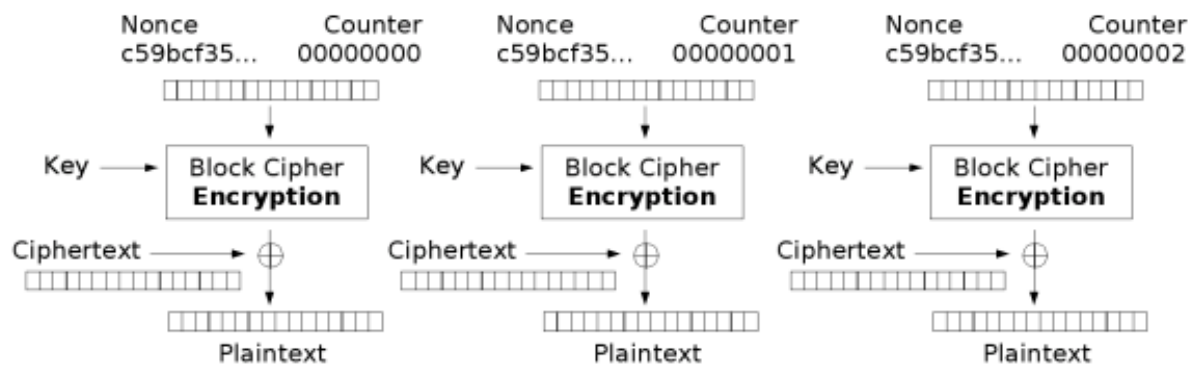 Nonce Counter Nonce Counter Nonce Counter
c59bcf35... 00000000 c59bcf35... 00000001 c59bcf35... 00000002
Key Block Cipher Key Block Cipher Key Block Cipher
Encryption Encryption Encryption
Ciphertext Ciphertext Ciphertext
Plaintext Plaintext Plaintext